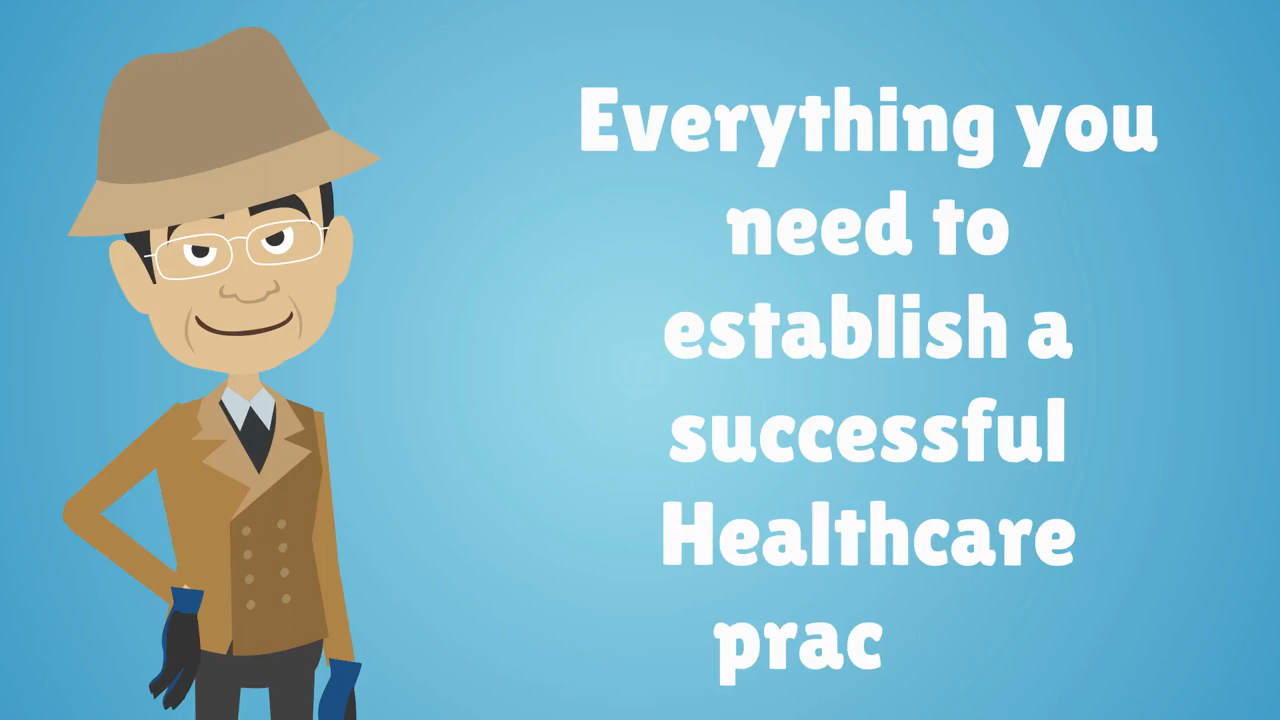 Everything you
need to
establish a
successful
Healthcare
prac